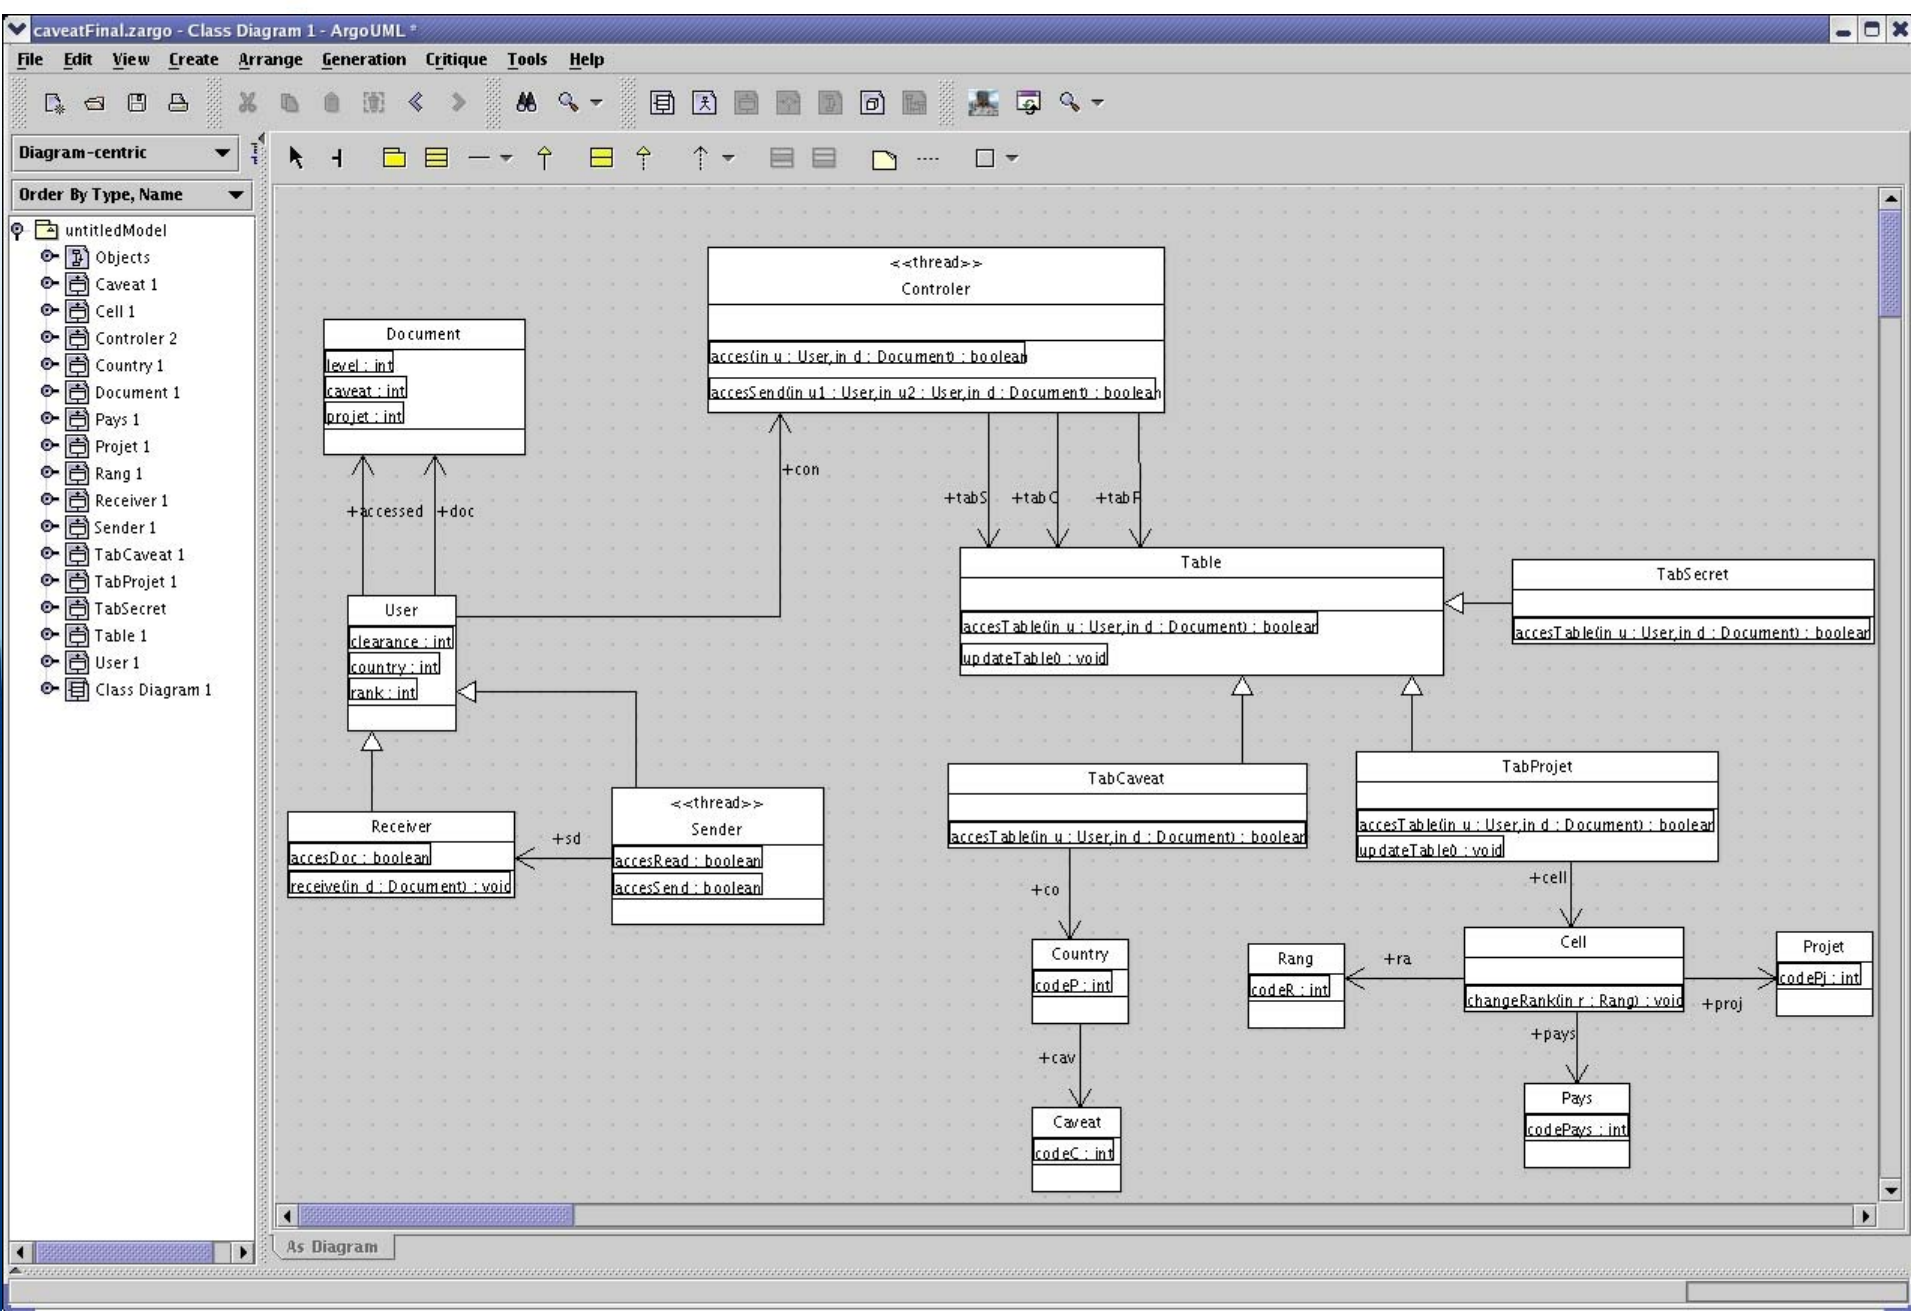 caveatFinal.zargo - Class Diagram 1 - ArgoUML *
File Edit View Create Arrange Generation Critique Tools Help
Diagram-centric
Order By Type, Name
untitledModel
Objects
Caveat 1
Cell 1
Controler 2
Country 1
Document 1
Pays 1
Projet 1
Rang 1
Receiver 1
Sender 1
TabCaveat 1
TabProjet 1
TabSecret
Table 1
User 1
Class Diagram 1
<<thread>>
Controler
acces(in u : User,in d : Document) : boolean
accesSend(in u1 : User,in u2 : User,in d : Document) : boolean
Document
level : int
caveat : int
projet : int
+con
+tabS
+tabC
+tabP
+accessed
+doc
Table
accesTable(in u : User,in d : Document) : boolean
updateTable() : void
TabSecret
accesTable(in u : User,in d : Document) : boolean
User
clearance : int
country : int
rank : int
TabCaveat
accesTable(in u : User,in d : Document) : boolean
TabProjet
accesTable(in u : User,in d : Document) : boolean
updateTable() : void
Receiver
accesDoc : boolean
receive(in d : Document) : void
+sd
<<thread>>
Sender
accesRead : boolean
accesSend : boolean
+co
+cell
Country
codeP : int
Rang
codeR : int
+ra
Cell
changeRank(in r : Rang) : void
+proj
Projet
codePj : int
+cav
+pays
Caveat
codeC : int
Pays
codePays : int
As Diagram